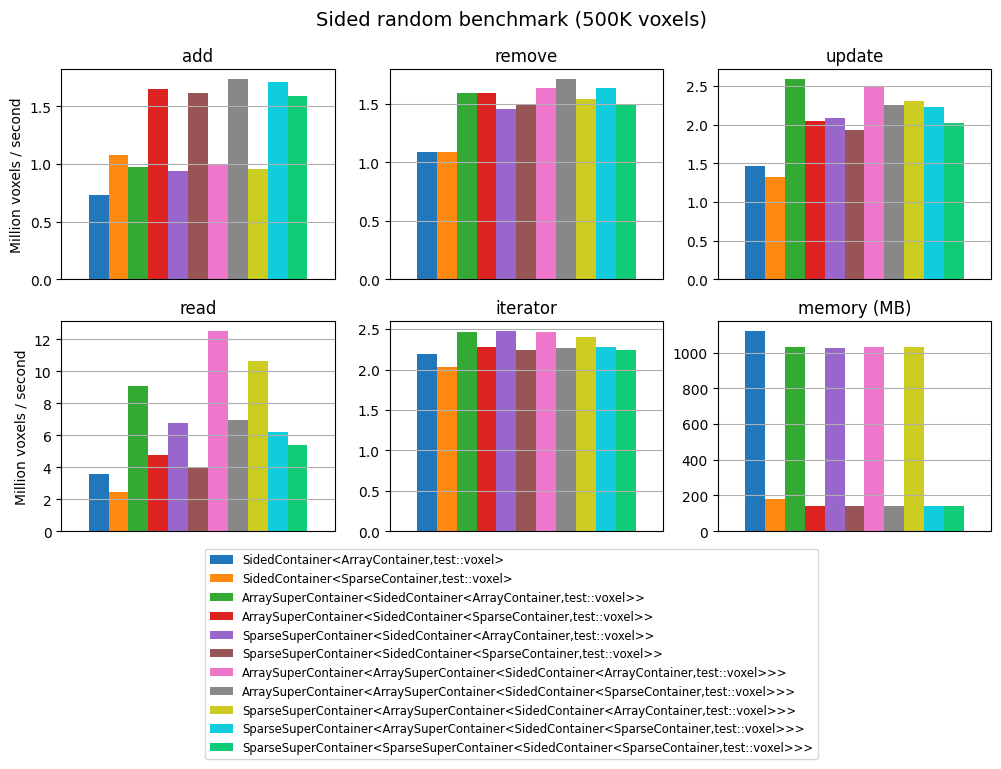 Sided random benchmark (500K voxels)
add
remove
update
Million voxels / second
0.0
0.5
1.0
1.5
0.0
0.5
1.0
1.5
0.0
0.5
1.0
1.5
2.0
2.5
read
iterator
memory (MB)
Million voxels / second
0
2
4
6
8
10
12
0.0
0.5
1.0
1.5
2.0
2.5
0
200
400
600
800
1000
SidedContainer<ArrayContainer,test::voxel>
SidedContainer<SparseContainer,test::voxel>
ArraySuperContainer<SidedContainer<ArrayContainer,test::voxel>>
ArraySuperContainer<SidedContainer<SparseContainer,test::voxel>>
SparseSuperContainer<SidedContainer<ArrayContainer,test::voxel>>
SparseSuperContainer<SidedContainer<SparseContainer,test::voxel>>
ArraySuperContainer<ArraySuperContainer<SidedContainer<ArrayContainer,test::voxel>>>
ArraySuperContainer<ArraySuperContainer<SidedContainer<SparseContainer,test::voxel>>>
SparseSuperContainer<ArraySuperContainer<SidedContainer<ArrayContainer,test::voxel>>>
SparseSuperContainer<ArraySuperContainer<SidedContainer<SparseContainer,test::voxel>>>
SparseSuperContainer<SparseSuperContainer<SidedContainer<SparseContainer,test::voxel>>>